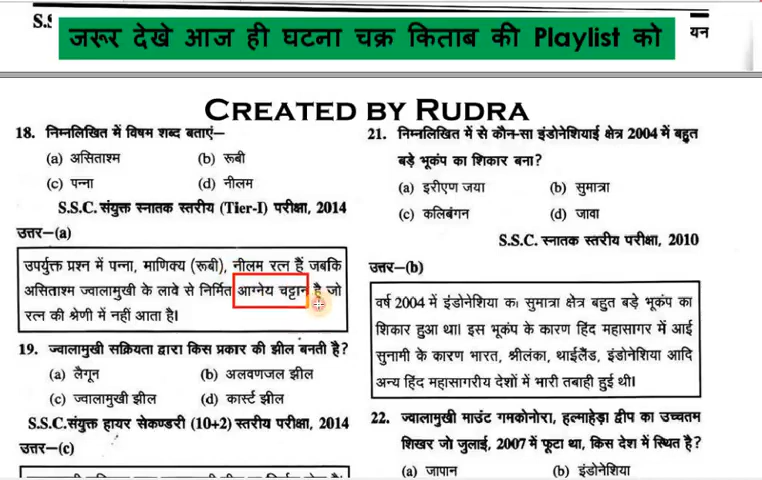 S.S
जरूर देखे आज ही घटना चक्र किताब की Playlist को
यन
CREATED BY RUDRA
18. निम्नलिखित में विषम शब्द बताएं–
(a) असिताश्म (b) रूबी
(c) पन्ना (d) नीलम
S.S.C. संयुक्त स्नातक स्तरीय (Tier-I) परीक्षा, 2014
उत्तर–(a)
उपर्युक्त प्रश्न में पन्ना, माणिक्य (रूबी), नीलम रत्न हैं जबकि
असिताश्म ज्वालामुखी के लावे से निर्मित आग्नेय चट्टान है जो
रत्न की श्रेणी में नहीं आता है।
19. ज्वालामुखी सक्रियता द्वारा किस प्रकार की झील बनती है?
(a) लैगून (b) अलवणजल झील
(c) ज्वालामुखी झील (d) कार्स्ट झील
S.S.C.संयुक्त हायर सेकण्डरी (10+2) स्तरीय परीक्षा, 2014
उत्तर–(c)
21. निम्नलिखित में से कौन-सा इंडोनेशियाई क्षेत्र 2004 में बहुत
बड़े भूकंप का शिकार बना?
(a) इरीएण जया (b) सुमात्रा
(c) कलिबंगन (d) जावा
S.S.C. स्नातक स्तरीय परीक्षा, 2010
उत्तर–(b)
वर्ष 2004 में इंडोनेशिया का सुमात्रा क्षेत्र बहुत बड़े भूकंप का
शिकार हुआ था। इस भूकंप के कारण हिंद महासागर में आई
सुनामी के कारण भारत, श्रीलंका, थाईलैंड, इंडोनेशिया आदि
अन्य हिंद महासागरीय देशों में भारी तबाही हुई थी।
22. ज्वालामुखी माउंट गमकोनोरा, हल्माहेड़ा द्वीप का उच्चतम
शिखर जो जुलाई, 2007 में फूटा था, किस देश में स्थित है?
(a) जापान (b) इंडोनेशिया